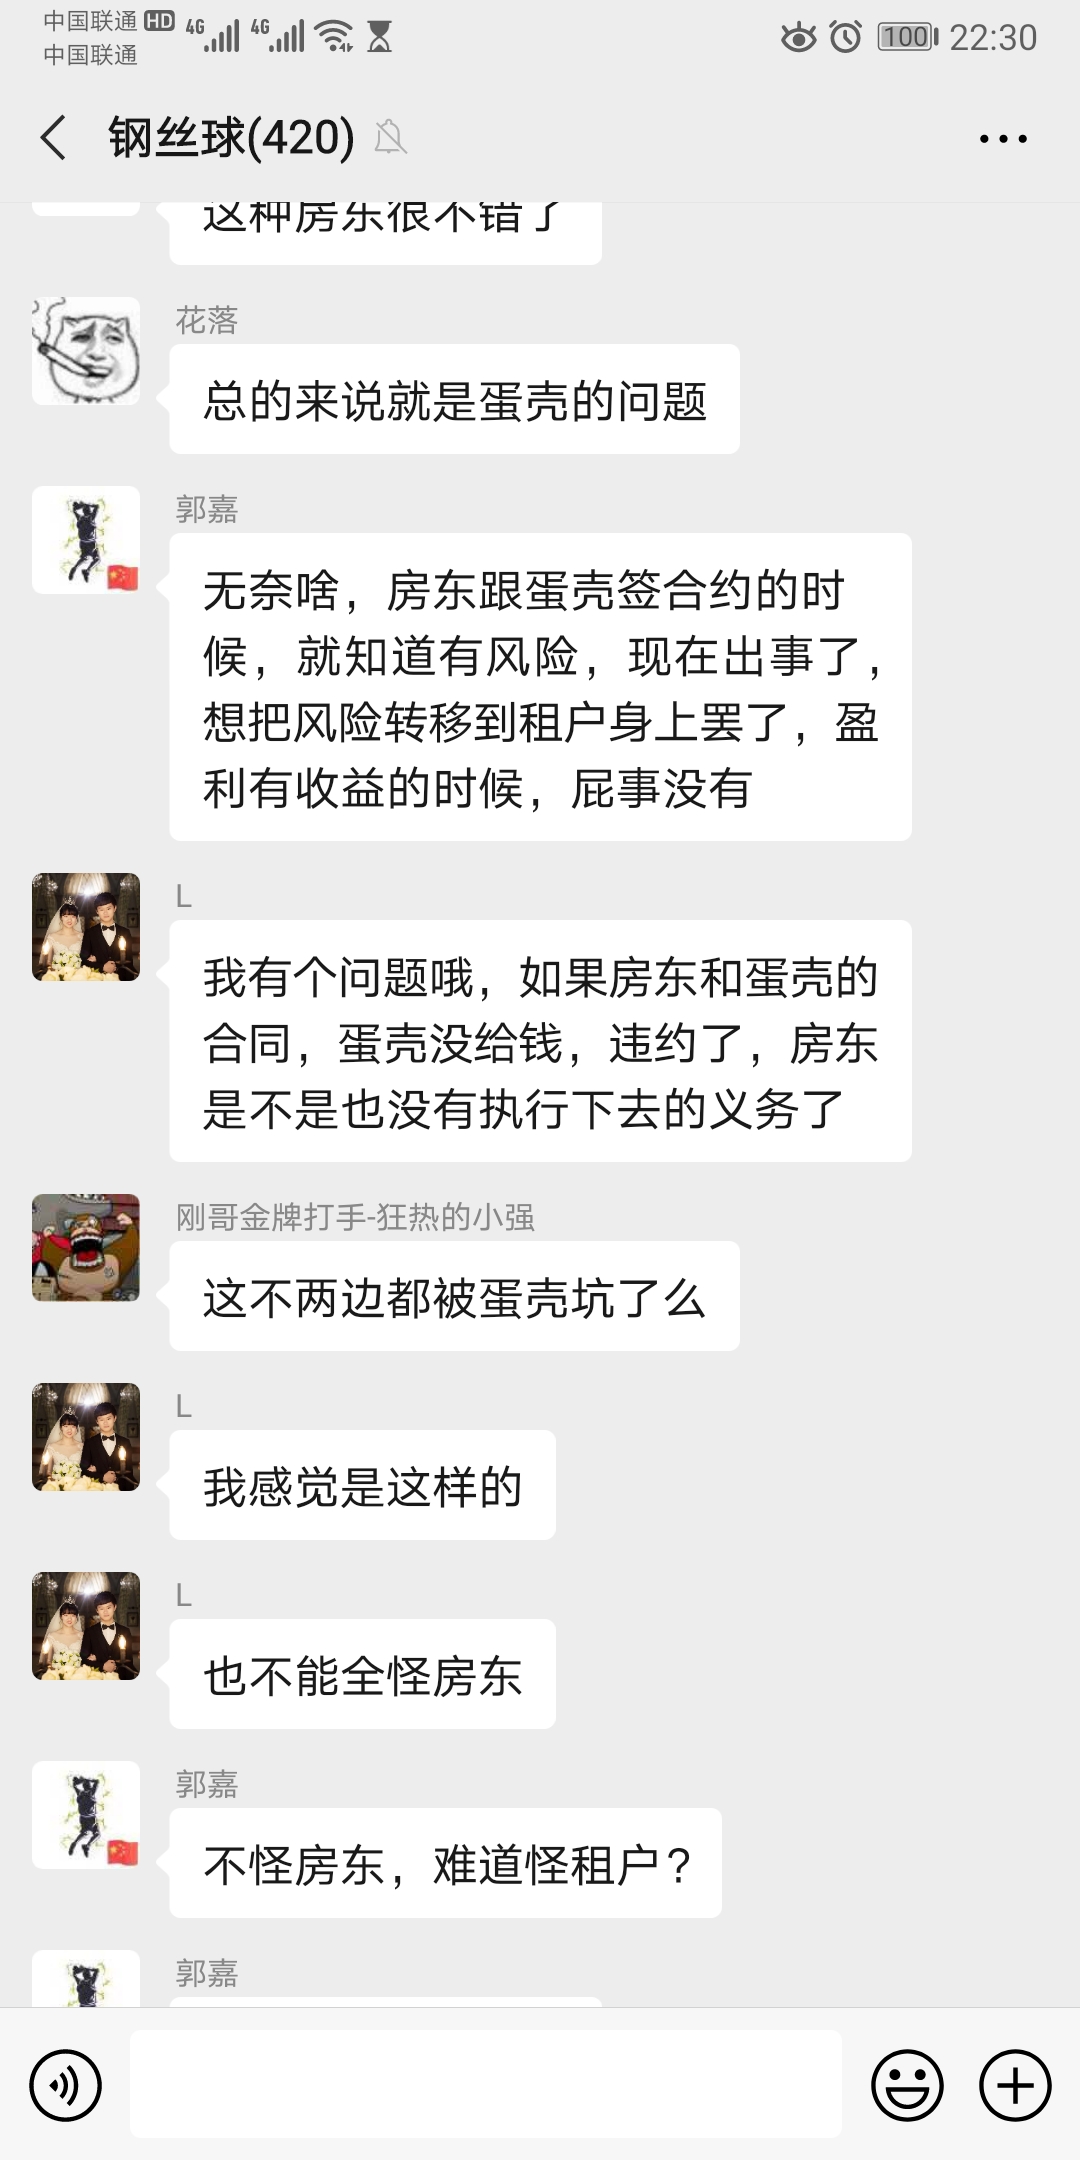 中国联通 HD 4G 4G 100 22:30
中国联通
钢丝球(420)
这种房东很不错了
花落
总的来说就是蛋壳的问题
郭嘉
无奈啥，房东跟蛋壳签合约的时
候，就知道有风险，现在出事了，
想把风险转移到租户身上罢了，盈
利有收益的时候，屁事没有
L
我有个问题哦，如果房东和蛋壳的
合同，蛋壳没给钱，违约了，房东
是不是也没有执行下去的义务了
刚哥金牌打手-狂热的小强
这不两边都被蛋壳坑了么
L
我感觉是这样的
L
也不能全怪房东
郭嘉
不怪房东，难道怪租户？
郭嘉